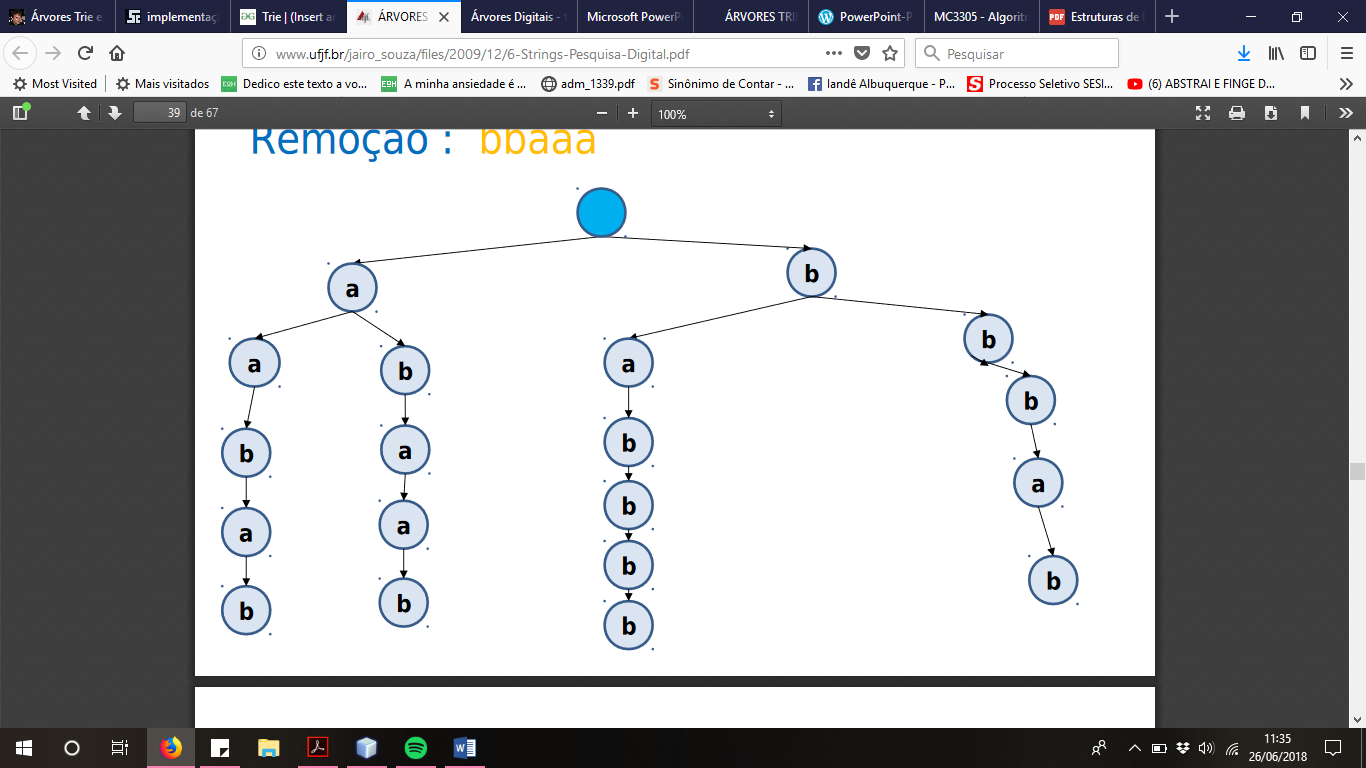 Árvores Trie e
implementaç
Trie | (Insert ar
ÁRVORES
Árvores Digitais -
Microsoft PowerP
ÁRVORES TRI
PowerPoint-P
MC3305 - Algorit
Estruturas de
www.ufjf.br/jairo_souza/files/2009/12/6-Strings-Pesquisa-Digital.pdf
Pesquisar
Most Visited
Mais visitados
Dedico este texto a vo...
A minha ansiedade é ...
adm_1339.pdf
Sinônimo de Contar - ...
Iandê Albuquerque - P...
Processo Seletivo SESI...
(6) ABSTRAI E FINGE D...
39 de 67
100%
Remoção : bbaaa
a
b
a
b
a
b
b
a
b
a
b
a
b
b
a
b
b
b
b
a
b
11:35
26/06/2018